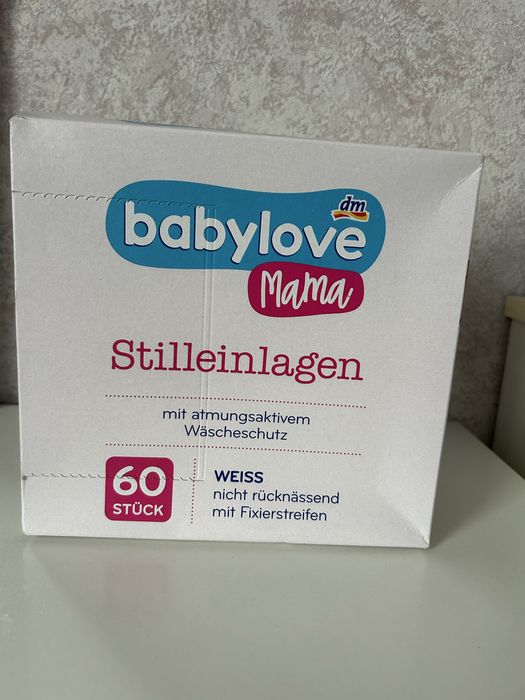 dm
babylove
Mama
Stilleinlagen
mit atmungsaktivem
Wäscheschutz
60
STÜCK
WEISS
nicht rücknässend
mit Fixierstreifen